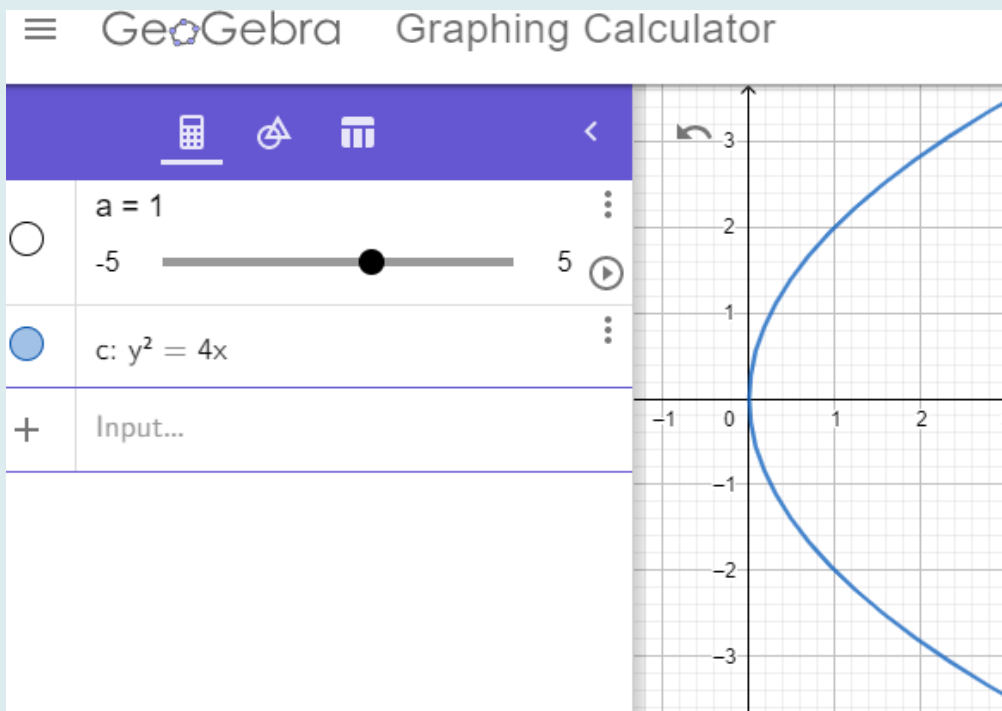 GeoGebra Graphing Calculator
a = 1
-5 5
c: y² = 4x
+ Input...
3
2
1
−1 0 1 2
−1
−2
−3